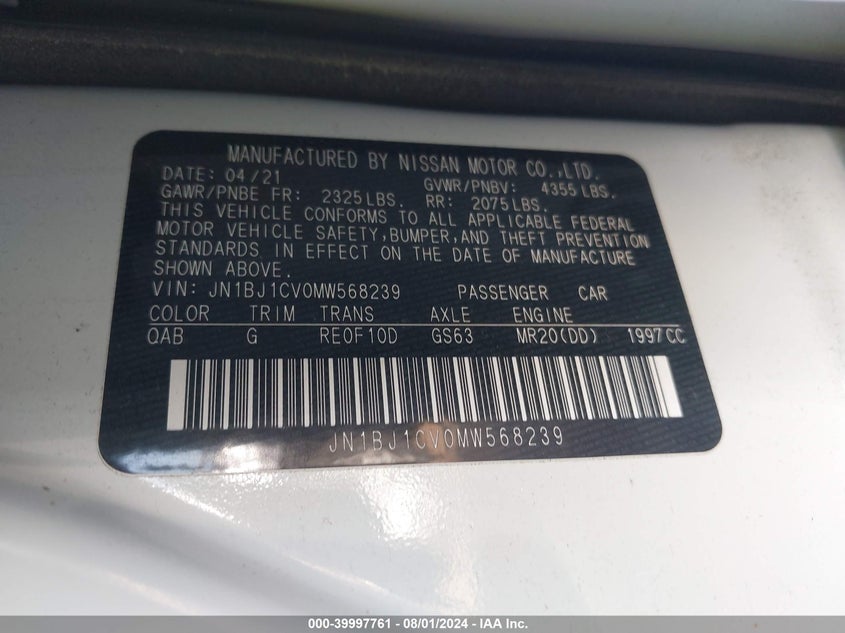 MANUFACTURED BY NISSAN MOTOR CO.,LTD.
DATE: 04/21 GVWR/PNBV: 4355 LBS.
GAWR/PNBE FR: 2325 LBS. RR: 2075 LBS.
THIS VEHICLE CONFORMS TO ALL APPLICABLE FEDERAL
MOTOR VEHICLE SAFETY,BUMPER,AND THEFT PREVENTION
STANDARDS IN EFFECT ON THE DATE OF MANUFACTURE
SHOWN ABOVE.
VIN: JN1BJ1CV0MW568239 PASSENGER CAR
COLOR TRIM TRANS AXLE ENGINE
QAB G RE0F10D GS63 MR20(DD) 1997 CC
JN1BJ1CV0MW568239
000-39997761 - 08/01/2024 - IAA Inc.